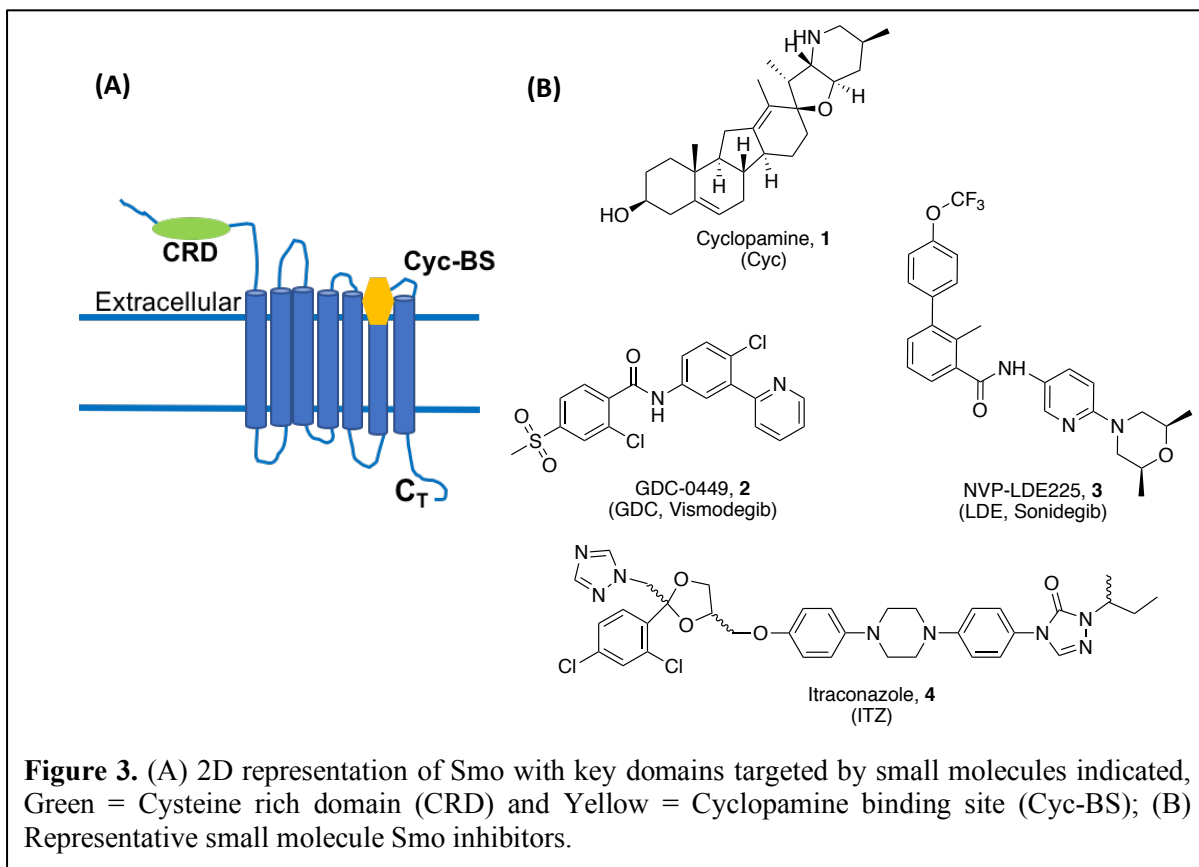 (A)
CRD
Cyc-BS
Extracellular
CT
(B)
HN
H
H
O
H
H
H
H
HO
Cyclopamine, 1
(Cyc)
O
CF3
NH
O
N
N
O
NVP-LDE225, 3
(LDE, Sonidegib)
Cl
O
N
N
H
Cl
O
S
O
GDC-0449, 2
(GDC, Vismodegib)
N
N
N
O
O
O
Cl
Cl
N
N
O
N
N
N
Itraconazole, 4
(ITZ)
Figure 3. (A) 2D representation of Smo with key domains targeted by small molecules indicated,
Green = Cysteine rich domain (CRD) and Yellow = Cyclopamine binding site (Cyc-BS); (B)
Representative small molecule Smo inhibitors.